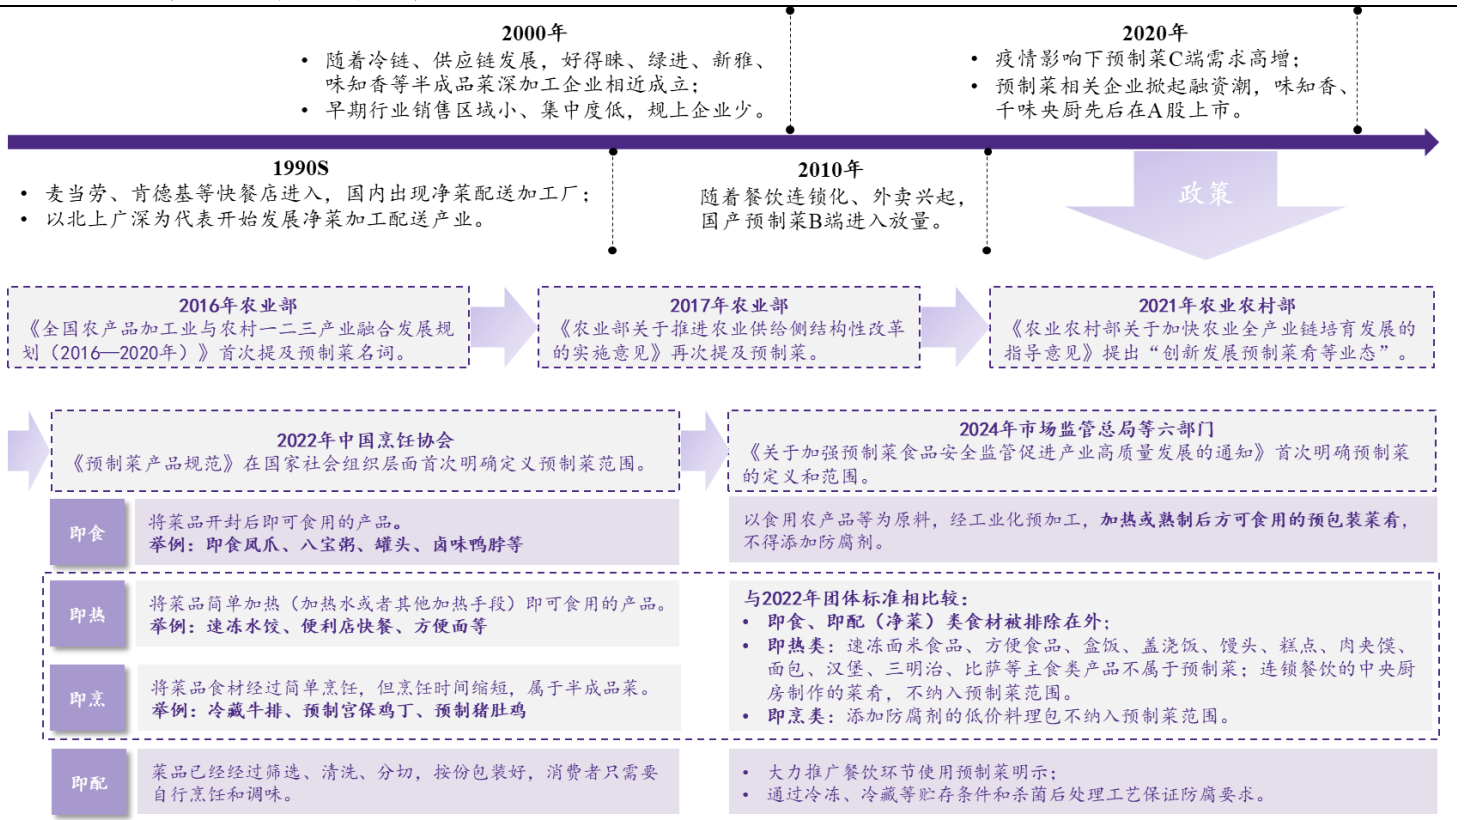 2000年
• 随着冷链、供应链发展，好得睐、绿进、新雅、
味知香等半成品菜深加工企业相近成立；
• 早期行业销售区域小、集中度低，规上企业少。
2020年
• 疫情影响下预制菜C端需求高增；
• 预制菜相关企业掀起融资潮，味知香、
千味央厨先后在A股上市。
1990S
• 麦当劳、肯德基等快餐店进入，国内出现净菜配送加工厂；
• 以北上广深为代表开始发展净菜加工配送产业。
2010年
随着餐饮连锁化、外卖兴起，
国产预制菜B端进入放量。
政策
2016年农业部
《全国农产品加工业与农村一二三产业融合发展规
划（2016—2020年）》首次提及预制菜名词。
2017年农业部
《农业部关于推进农业供给侧结构性改革
的实施意见》再次提及预制菜。
2021年农业农村部
《农业农村部关于加快农业全产业链培育发展的
指导意见》提出“创新发展预制菜肴等业态”。
2022年中国烹饪协会
《预制菜产品规范》在国家社会组织层面首次明确定义预制菜范围。
2024年市场监管总局等六部门
《关于加强预制菜食品安全监管促进产业高质量发展的通知》首次明确预制菜
的定义和范围。
即食
将菜品开封后即可食用的产品。
举例：即食凤爪、八宝粥、罐头、卤味鸭脖等
以食用农产品等为原料，经工业化预加工，加热或熟制后方可食用的预包装菜肴，
不得添加防腐剂。
即热
将菜品简单加热（加热水或者其他加热手段）即可食用的产品。
举例：速冻水饺、便利店快餐、方便面等
即烹
将菜品食材经过简单烹饪，但烹饪时间缩短，属于半成品菜。
举例：冷藏牛排、预制宫保鸡丁、预制猪肚鸡
与2022年团体标准相比较：
• 即食、即配（净菜）类食材被排除在外；
• 即热类：速冻面米食品、方便食品、盒饭、盖浇饭、馒头、糕点、肉夹馍、
面包、汉堡、三明治、比萨等主食类产品不属于预制菜；连锁餐饮的中央厨
房制作的菜肴，不纳入预制菜范围。
• 即烹类：添加防腐剂的低价料理包不纳入预制菜范围。
即配
菜品已经经过筛选、清洗、分切，按份包装好，消费者只需要
自行烹饪和调味。
• 大力推广餐饮环节使用预制菜明示；
• 通过冷冻、冷藏等贮存条件和杀菌后处理工艺保证防腐要求。